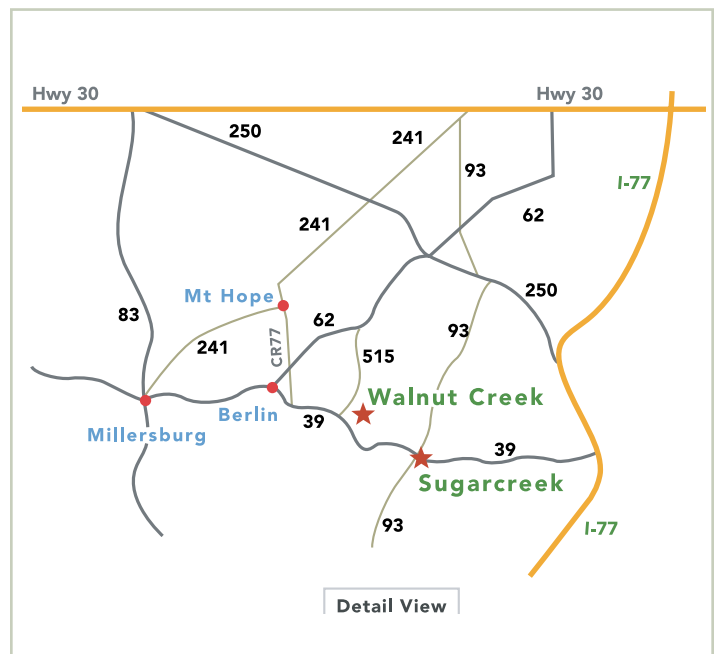 Hwy 30
Hwy 30
250
241
93
I-77
62
241
Mt Hope
250
83
62
93
241
CR77
515
Walnut Creek
Berlin
39
Millersburg
39
Sugarcreek
93
I-77
Detail View